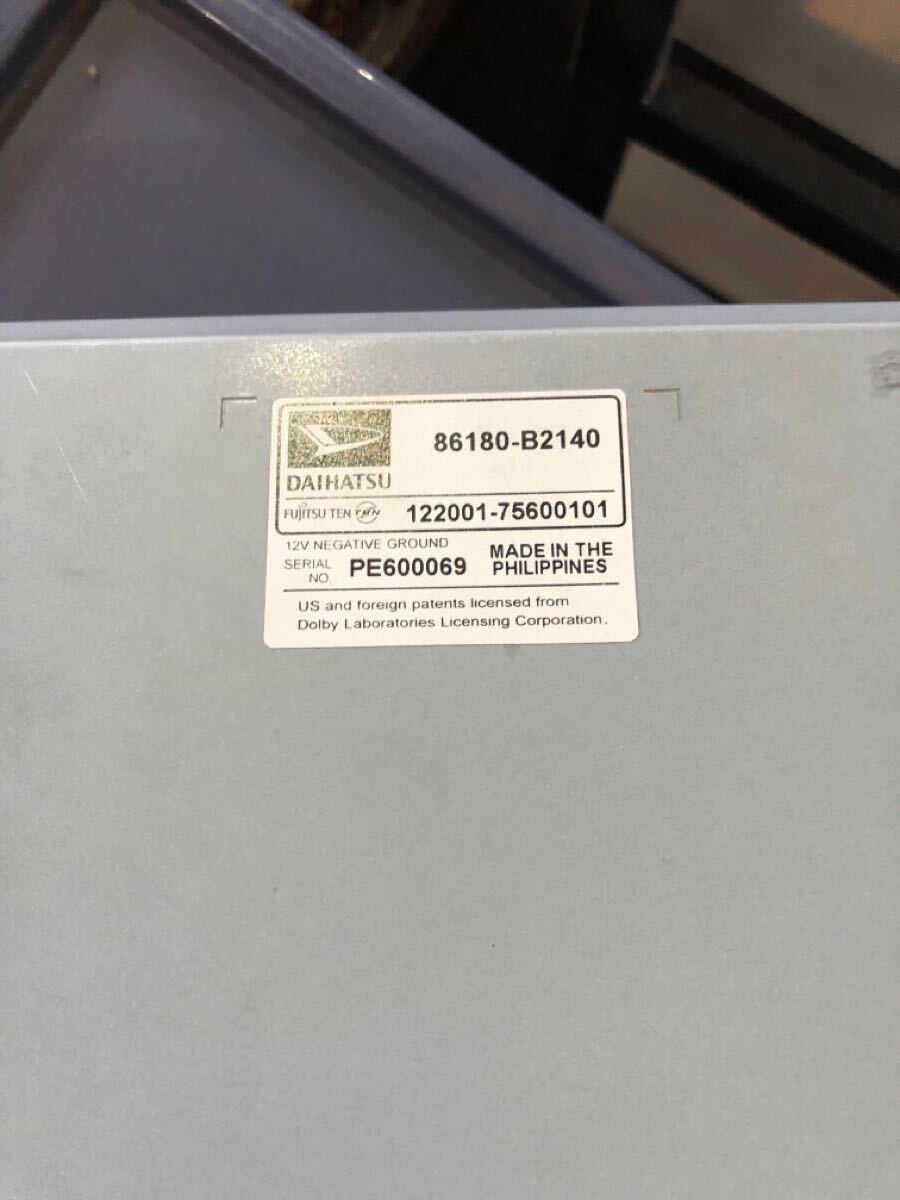 86180-B2140
DAIHATSU
FUJITSU TEN TEN 122001-75600101
12V NEGATIVE GROUND
SERIAL NO. PE600069
MADE IN THE PHILIPPINES
US and foreign patents licensed from
Dolby Laboratories Licensing Corporation.